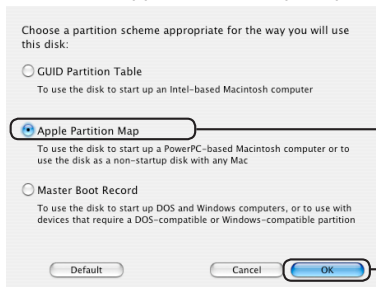 Choose a partition scheme appropriate for the way you will use
this disk:
GUID Partition Table
To use the disk to start up an Intel-based Macintosh computer
Apple Partition Map
To use the disk to start up a PowerPC-based Macintosh computer or to
use the disk as a non-startup disk with any Mac
Master Boot Record
To use the disk to start up DOS and Windows computers, or to use with
devices that require a DOS-compatible or Windows-compatible partition
Default
Cancel
OK